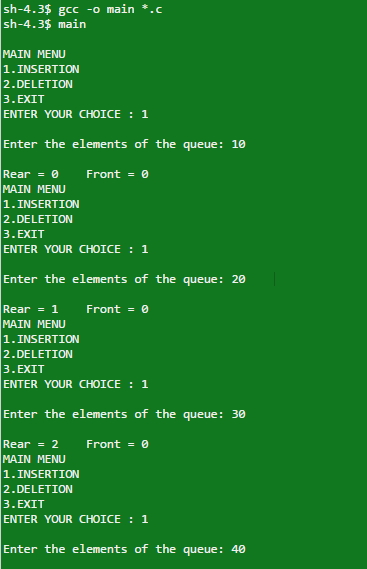 sh-4.3$ gcc -o main *.c
sh-4.3$ main
MAIN MENU
1.INSERTION
2.DELETION
3.EXIT
ENTER YOUR CHOICE : 1
Enter the elements of the queue: 10
Rear = 0    Front = 0
MAIN MENU
1.INSERTION
2.DELETION
3.EXIT
ENTER YOUR CHOICE : 1
Enter the elements of the queue: 20
Rear = 1    Front = 0
MAIN MENU
1.INSERTION
2.DELETION
3.EXIT
ENTER YOUR CHOICE : 1
Enter the elements of the queue: 30
Rear = 2    Front = 0
MAIN MENU
1.INSERTION
2.DELETION
3.EXIT
ENTER YOUR CHOICE : 1
Enter the elements of the queue: 40